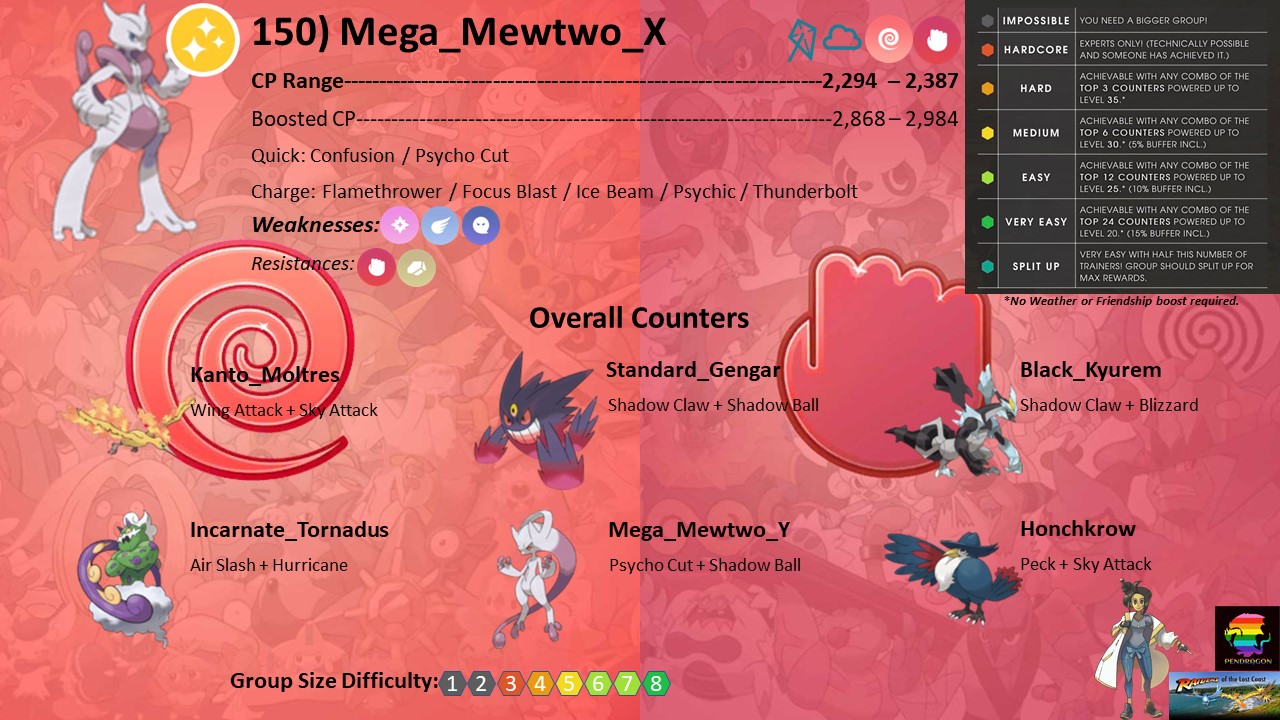 150) Mega_Mewtwo_X
CP Range------------------------------------------------------------------2,294 – 2,387
Boosted CP------------------------------------------------------------------2,868 – 2,984
Quick: Confusion / Psycho Cut
Charge: Flamethrower / Focus Blast / Ice Beam / Psychic / Thunderbolt
Weaknesses:
Resistances:
IMPOSSIBLE YOU NEED A BIGGER GROUP!
HARDCORE EXPERTS ONLY! (TECHNICALLY POSSIBLE
AND SOMEONE HAS ACHIEVED IT.)
HARD ACHIEVABLE WITH ANY COMBO OF THE
TOP 3 COUNTERS POWERED UP TO
LEVEL 35.*
MEDIUM ACHIEVABLE WITH ANY COMBO OF THE
TOP 6 COUNTERS POWERED UP TO
LEVEL 30.* (5% BUFFER INCL.)
EASY ACHIEVABLE WITH ANY COMBO OF THE
TOP 12 COUNTERS POWERED UP TO
LEVEL 25.* (10% BUFFER INCL.)
VERY EASY ACHIEVABLE WITH ANY COMBO OF THE
TOP 24 COUNTERS POWERED UP TO
LEVEL 20.* (15% BUFFER INCL.)
SPLIT UP VERY EASY WITH HALF THIS NUMBER OF
TRAINERS! GROUP SHOULD SPLIT UP FOR
MAX REWARDS.
*No Weather or Friendship boost required.
Overall Counters
Kanto_Moltres
Wing Attack + Sky Attack
Standard_Gengar
Shadow Claw + Shadow Ball
Black_Kyurem
Shadow Claw + Blizzard
Incarnate_Tornadus
Air Slash + Hurricane
Mega_Mewtwo_Y
Psycho Cut + Shadow Ball
Honchkrow
Peck + Sky Attack
Group Size Difficulty: 1 2 3 4 5 6 7 8
PENDRAGON
RAIDERS of the Lost Coast